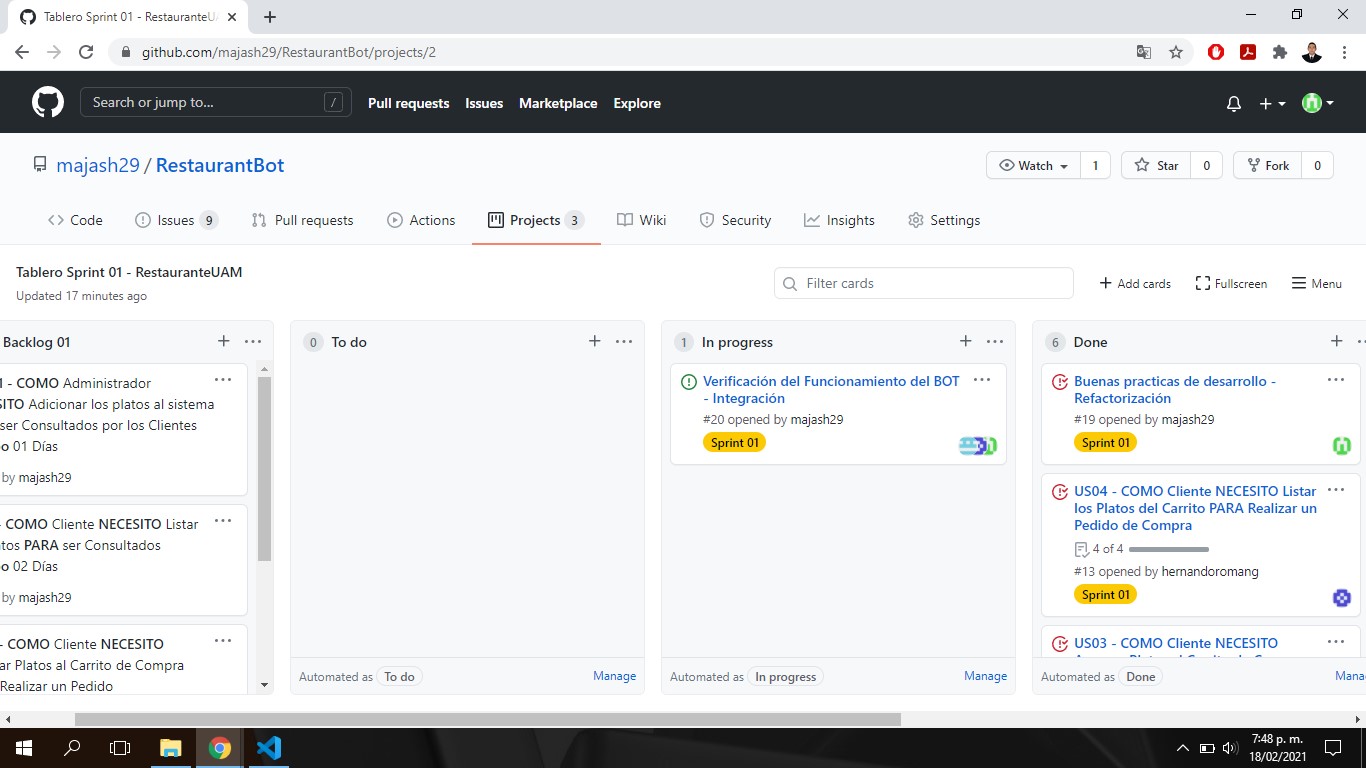 Tablero Sprint 01 - RestauranteUA
github.com/majash29/RestaurantBot/projects/2
Search or jump to...
/
Pull requests
Issues
Marketplace
Explore
majash29 / RestaurantBot
Watch
1
Star
0
Fork
0
Code
Issues 9
Pull requests
Actions
Projects 3
Wiki
Security
Insights
Settings
Tablero Sprint 01 - RestauranteUAM
Updated 17 minutes ago
Filter cards
Add cards
Fullscreen
Menu
Backlog 01
1 - COMO Administrador
SITO Adicionar los platos al sistema
ser Consultados por los Clientes
o 01 Días
by majash29
- COMO Cliente NECESITO Listar
tos PARA ser Consultados
o 02 Días
by majash29
- COMO Cliente NECESITO
ar Platos al Carrito de Compra
Realizar un Pedido
0 To do
Automated as To do
Manage
1 In progress
Verificación del Funcionamiento del BOT
- Integración
#20 opened by majash29
Sprint 01
Automated as In progress
Manage
6 Done
Buenas practicas de desarrollo -
Refactorización
#19 opened by majash29
Sprint 01
US04 - COMO Cliente NECESITO Listar
los Platos del Carrito PARA Realizar un
Pedido de Compra
4 of 4
#13 opened by hernandoromang
Sprint 01
US03 - COMO Cliente NECESITO
Automated as Done
Mana
7:48 p. m.
18/02/2021